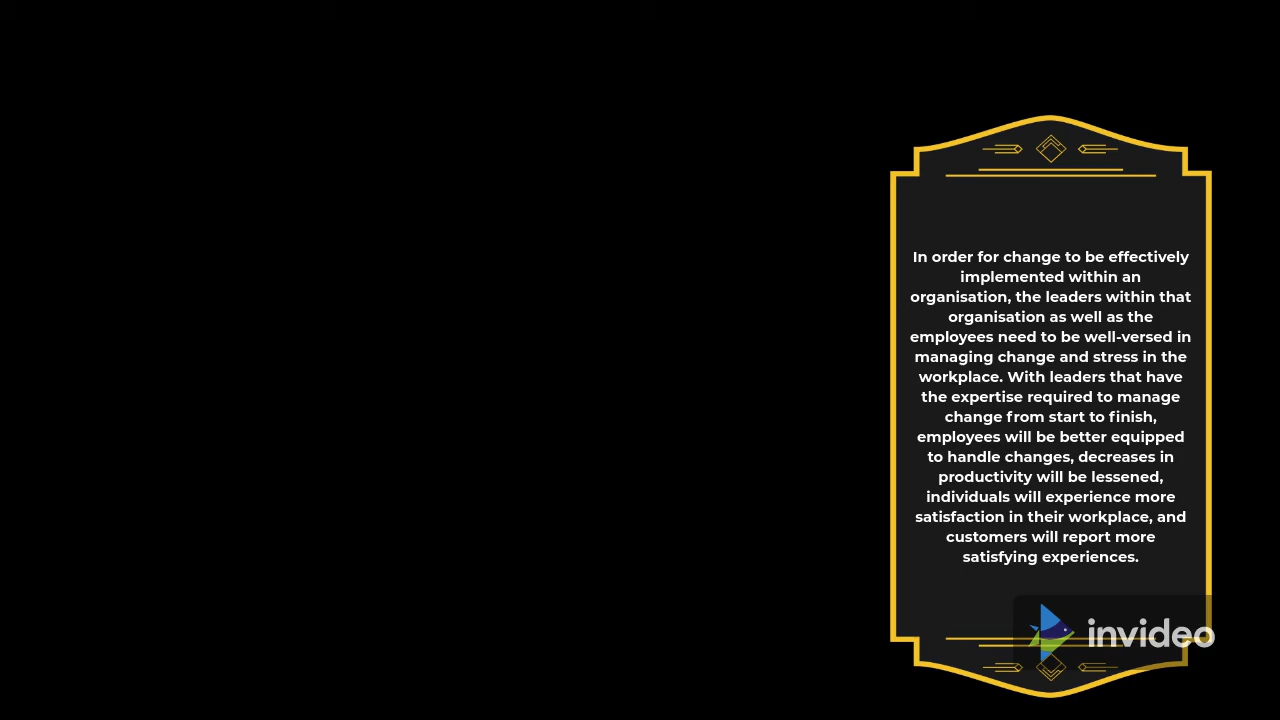 In order for change to be effectively
implemented within an
organisation, the leaders within that
organisation as well as the
employees need to be well-versed in
managing change and stress in the
workplace. With leaders that have
the expertise required to manage
change from start to finish,
employees will be better equipped
to handle changes, decreases in
productivity will be lessened,
individuals will experience more
satisfaction in their workplace, and
customers will report more
satisfying experiences.
invideo